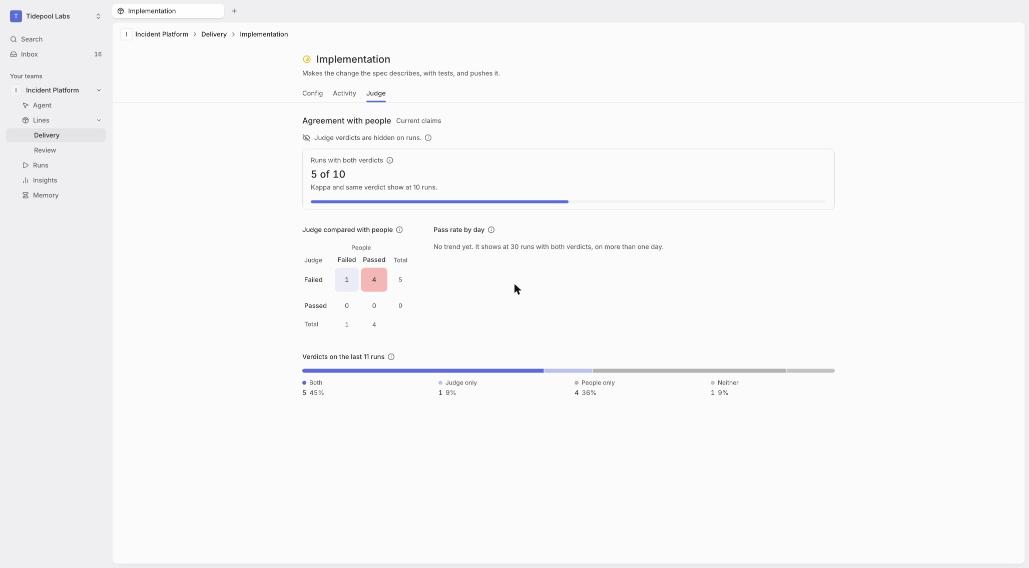 T Tidepool Labs
Implementation
Search
Inbox 16
Your teams
I Incident Platform
Agent
Lines
Delivery
Review
Runs
Insights
Memory
I Incident Platform > Delivery > Implementation
Implementation
Makes the change the spec describes, with tests, and pushes it.
Config Activity Judge
Agreement with people Current claims
Judge verdicts are hidden on runs.
Runs with both verdicts
5 of 10
Kappa and same verdict show at 10 runs.
Judge compared with people
People
Judge Failed Passed Total
Failed 1 4 5
Passed 0 0 0
Total 1 4
Pass rate by day
No trend yet. It shows at 30 runs with both verdicts, on more than one day.
Verdicts on the last 11 runs
Both Judge only People only Neither
5 45% 1 9% 4 36% 1 9%